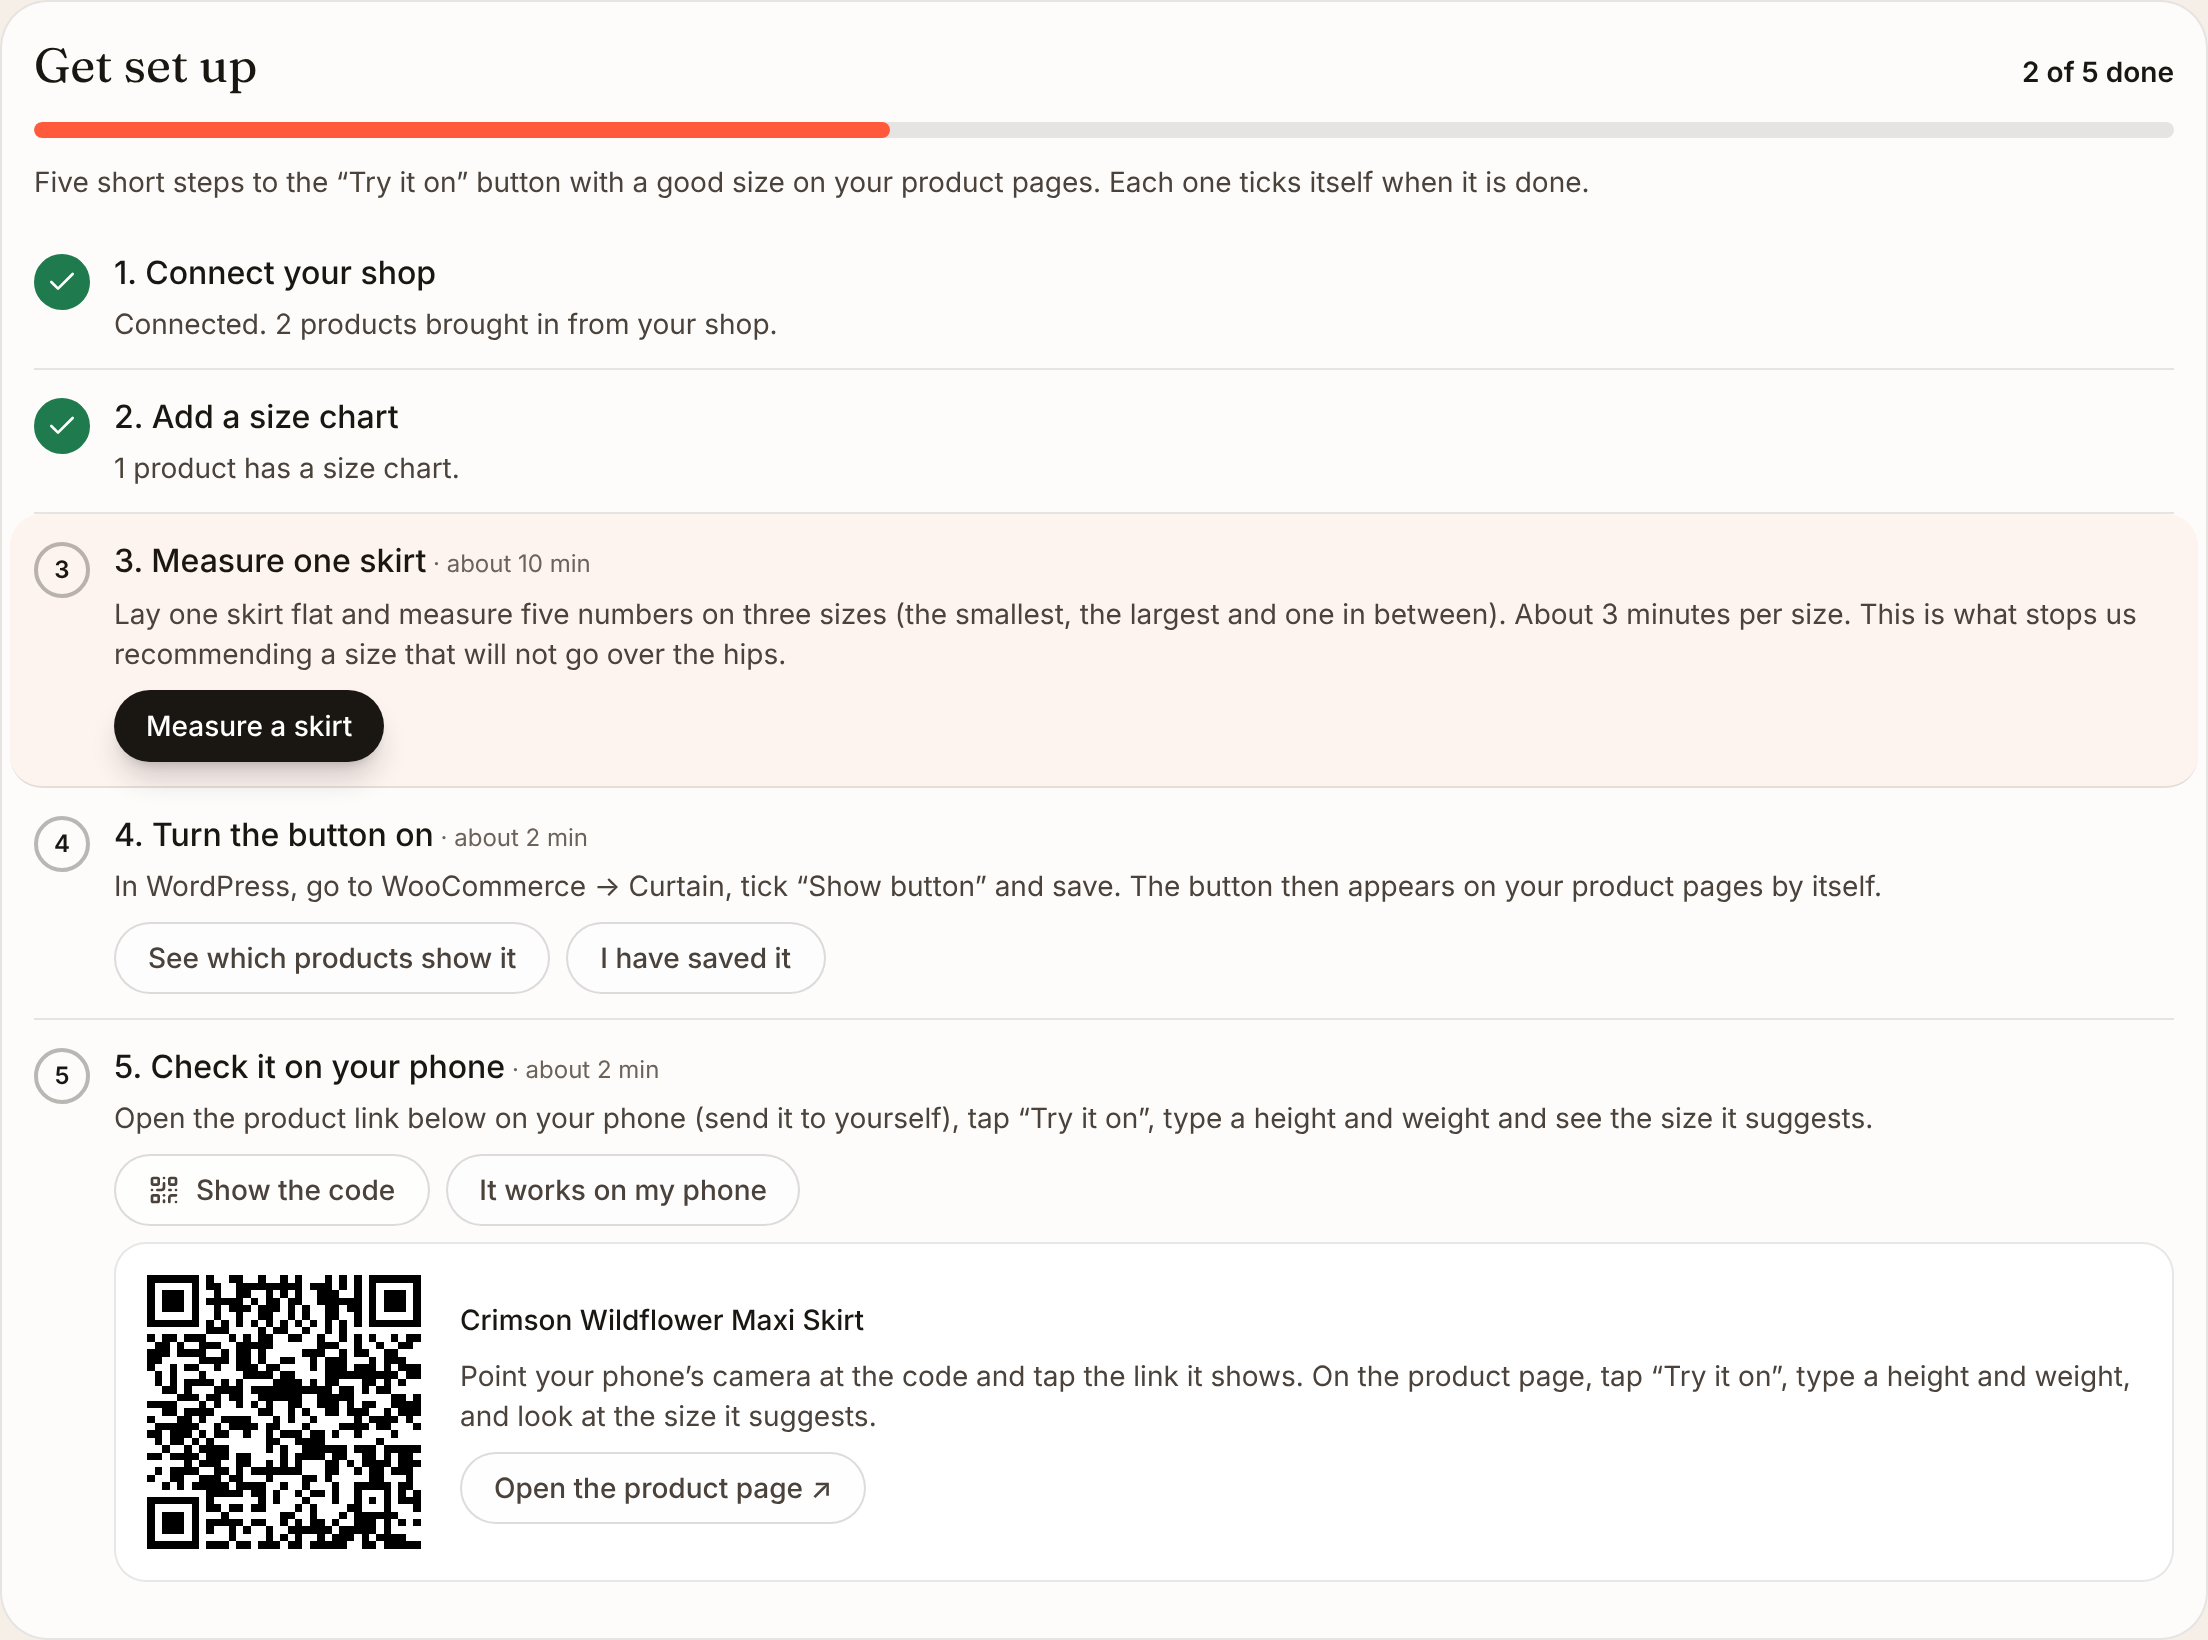 Get set up
2 of 5 done
Five short steps to the “Try it on” button with a good size on your product pages. Each one ticks itself when it is done.
1. Connect your shop
Connected. 2 products brought in from your shop.
2. Add a size chart
1 product has a size chart.
3
3. Measure one skirt · about 10 min
Lay one skirt flat and measure five numbers on three sizes (the smallest, the largest and one in between). About 3 minutes per size. This is what stops us
recommending a size that will not go over the hips.
Measure a skirt
4
4. Turn the button on · about 2 min
In WordPress, go to WooCommerce → Curtain, tick “Show button” and save. The button then appears on your product pages by itself.
See which products show it
I have saved it
5
5. Check it on your phone · about 2 min
Open the product link below on your phone (send it to yourself), tap “Try it on”, type a height and weight and see the size it suggests.
Show the code
It works on my phone
Crimson Wildflower Maxi Skirt
Point your phone’s camera at the code and tap the link it shows. On the product page, tap “Try it on”, type a height and weight,
and look at the size it suggests.
Open the product page ↗